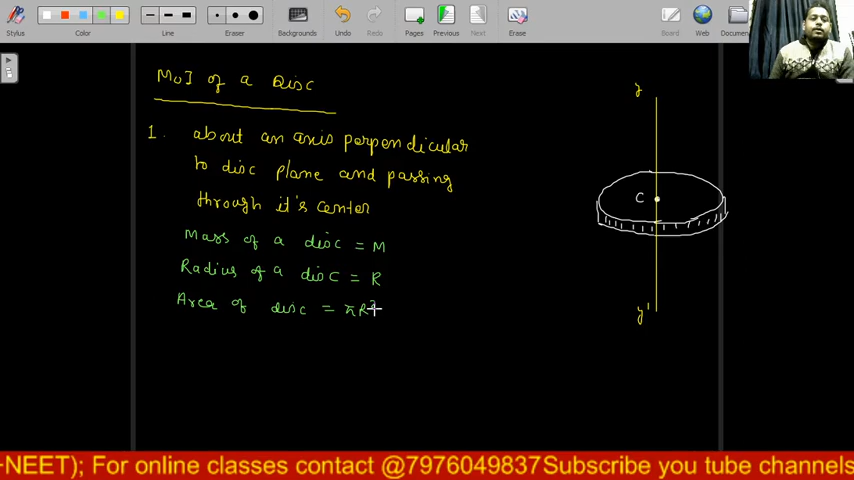 Stylus
Color
Line
Eraser
Backgrounds
Undo
Redo
Pages
Previous
Next
Erase
Board
Web
Documen
MoI of a Disc
1. about an axis perpendicular
to disc plane and passing
through it's center
Mass of a disc = M
Radius of a disc = R
Area of disc = πR²
y
C
y'
-NEET); For online classes contact @7976049837Subscribe you tube channels